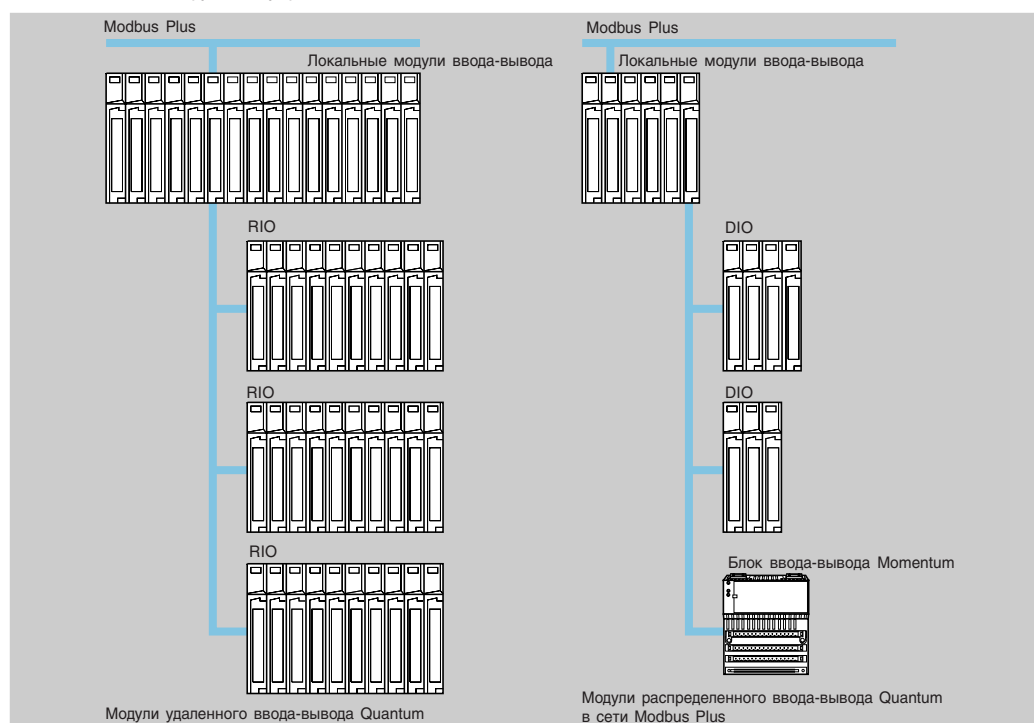 Modbus Plus
Локальные модули ввода-вывода
RIO
RIO
RIO
Модули удаленного ввода-вывода Quantum
Modbus Plus
Локальные модули ввода-вывода
DIO
DIO
Блок ввода-вывода Momentum
Модули распределенного ввода-вывода Quantum
в сети Modbus Plus